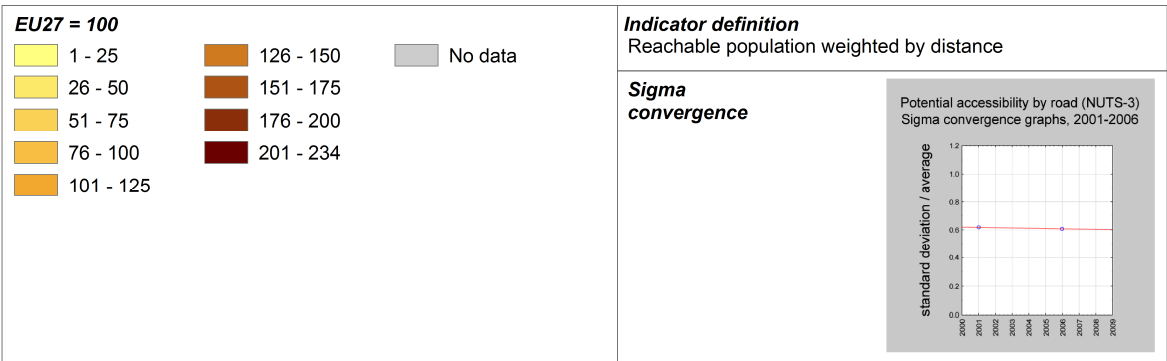 EU27 = 100
1 - 25
26 - 50
51 - 75
76 - 100
101 - 125
126 - 150
151 - 175
176 - 200
201 - 234
No data
Indicator definition
Reachable population weighted by distance
Sigma
convergence
Potential accessibility by road (NUTS-3)
Sigma convergence graphs, 2001-2006
standard deviation / average
1.2
1.0
0.8
0.6
0.4
0.2
0.0
2000
2001
2002
2003
2004
2005
2006
2007
2008
2009